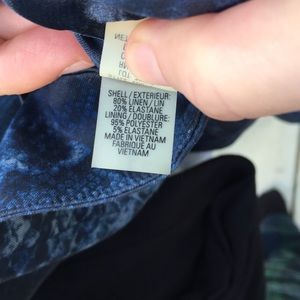 SHELL / EXTERIEUR:
80% LINEN / LIN
20% ELASTANE
LINING / DOUBLURE:
95% POLYESTER
5% ELASTANE
MADE IN VIETNAM
FABRIQUE AU
VIETNAM